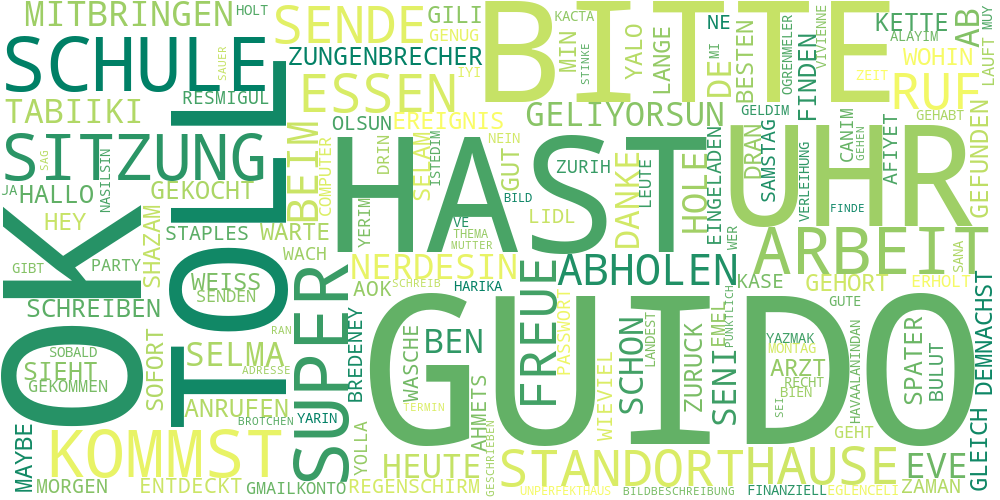 MITBRINGEN HOLT SENDE GILI BITTE KACTA NE VIVIENNE KETTE AB MUY
SCHULE SAUER ZUNGENBRECHER GENUG MIN STINKE YALO LANGE DE MI BESTEN OGRENMELER FINDEN ALAYIM WOHIN LAUFT
TABIIKI RESMIGUL ESSEN IYI ZEIT RUF
OLSUN EREIGNIS GELIYORSUN GELDIM GEHABT
SITZUNG TOLL BEIM COMPUTER DRIN SELAM ISTEDIM NEIN HAST ZURIH UHR CANIM GEHEN AFIYET
SAG NASILSIN GEKOCHT GUT LEUTE HOLE EINGELADEN DRAN SAMSTAG VERLEIHUNG GEFUNDEN
JA HALLO BILD DANKE FINDE
HEY SHAZAM STAPLES WARTE YERIM VE THEMA MUTTER LIDL WER ARBEIT SANA
OK GIBT PARTY WEISS WACH NERDESIN ABHOLEN KASE GEHORT ERHOLT
SCHREIBEN SENDEN SUPER AOK SCHREIB HARIKA FREUE PASSWORT EMEL PUNKTLICH GUTE
RAN BREDENEY WASCHE BEN GUIDO SCHON LANDEST ZURUCK SENI YAZMAK MONTAG HAYAALANINDAN SPATER BULUT DEMNACHST
SOBALD SIEHT GEKOMMEN SOFORT SELMA ADRESSE ARZT RECHT BIEN SEI
ANRUFEN YARIN BROTCHEN TERMIN AHMETS WIEVIEL GEHT GLEICH
MAYBE KOMMST YOLLA HEUTE GESCHRIEBEN STANDORT HAUSE EVE
MORGEN ENTDECKT GMAILKONTO REGENSCHIRM UNPERFEKTHAUS BILDBESCHREIBUNG FINANZIELL EGLENCELI ZAMAN